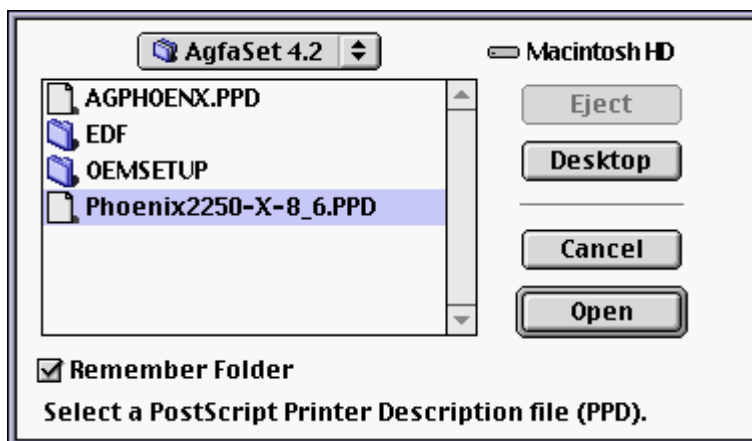 AgfaSet 4.2
Macintosh HD
AGPHOENX.PPD
EDF
OEMSETUP
Phoenix2250-X-8_6.PPD
Eject
Desktop
Cancel
Open
Remember Folder
Select a PostScript Printer Description file (PPD).